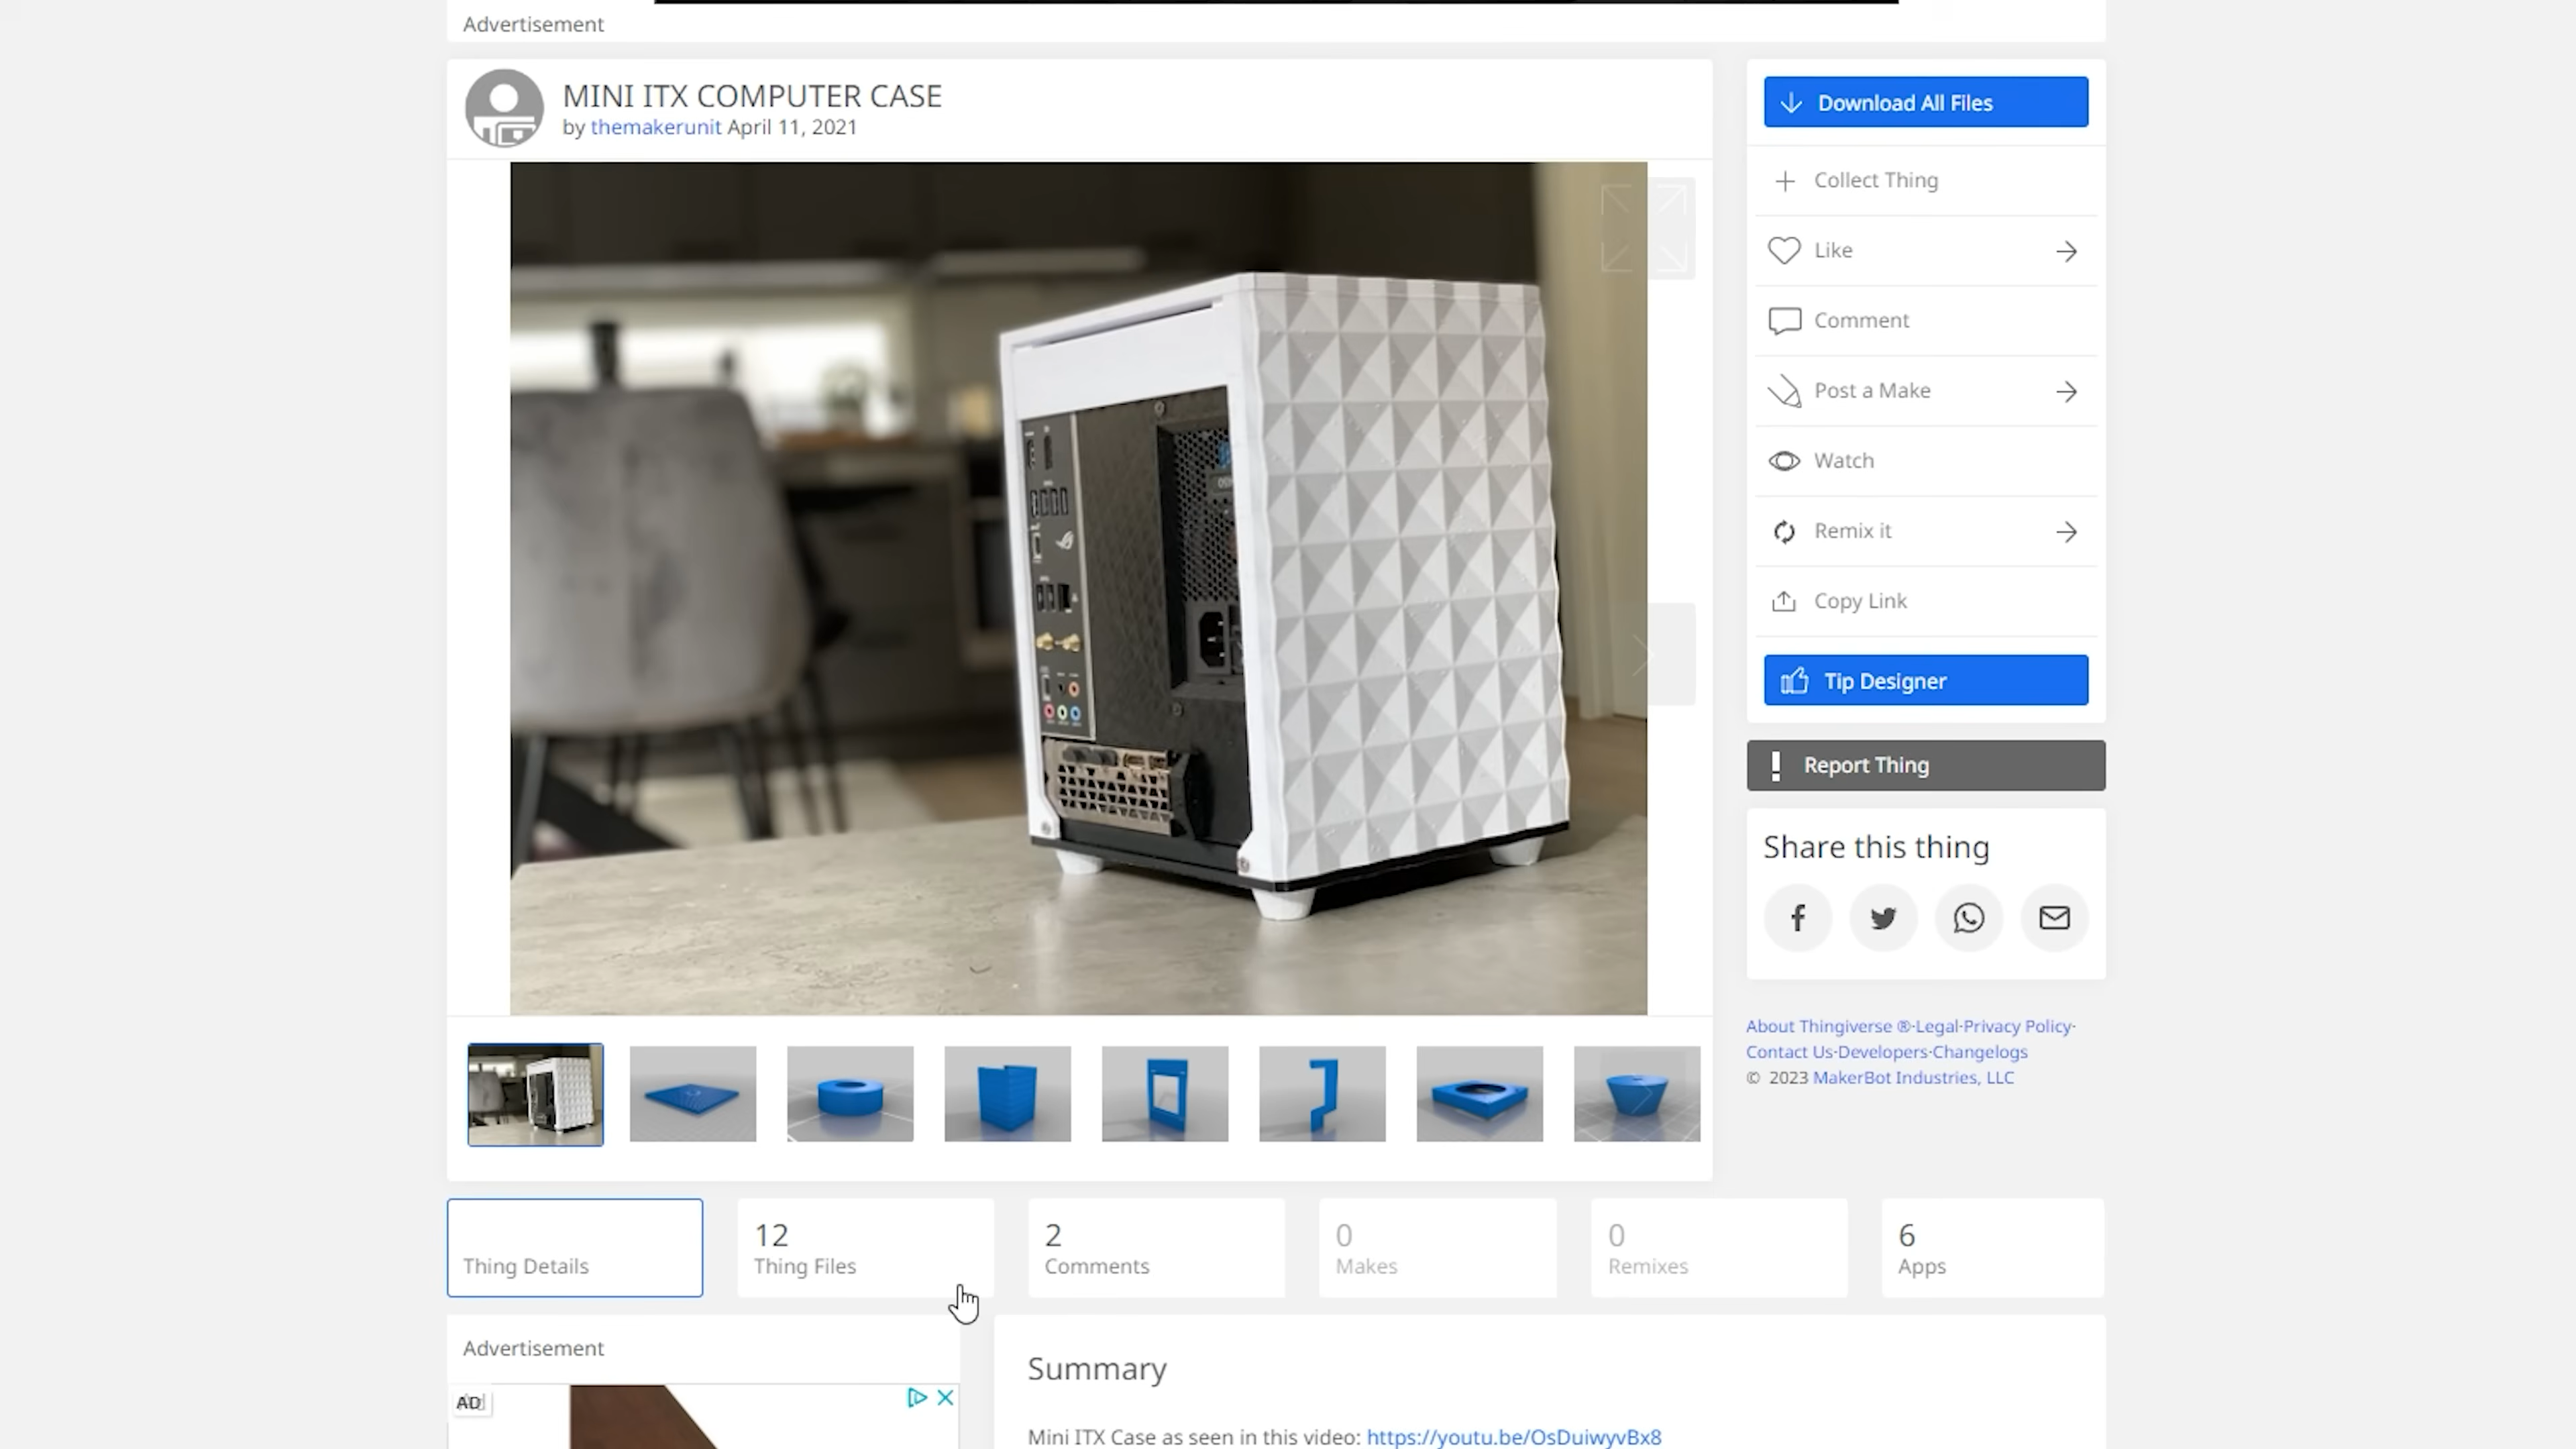 Advertisement
MINI ITX COMPUTER CASE
by themakerunit April 11, 2021
Download All Files
Collect Thing
Like
Comment
Post a Make
Watch
Remix it
Copy Link
Tip Designer
Report Thing
Share this thing
About Thingiverse ®·Legal·Privacy Policy·
Contact Us·Developers·Changelogs
© 2023 MakerBot Industries, LLC
Thing Details
12
Thing Files
2
Comments
0
Makes
0
Remixes
6
Apps
Advertisement
AD
Summary
Mini ITX Case as seen in this video: https://youtu.be/OsDuiwyvBx8